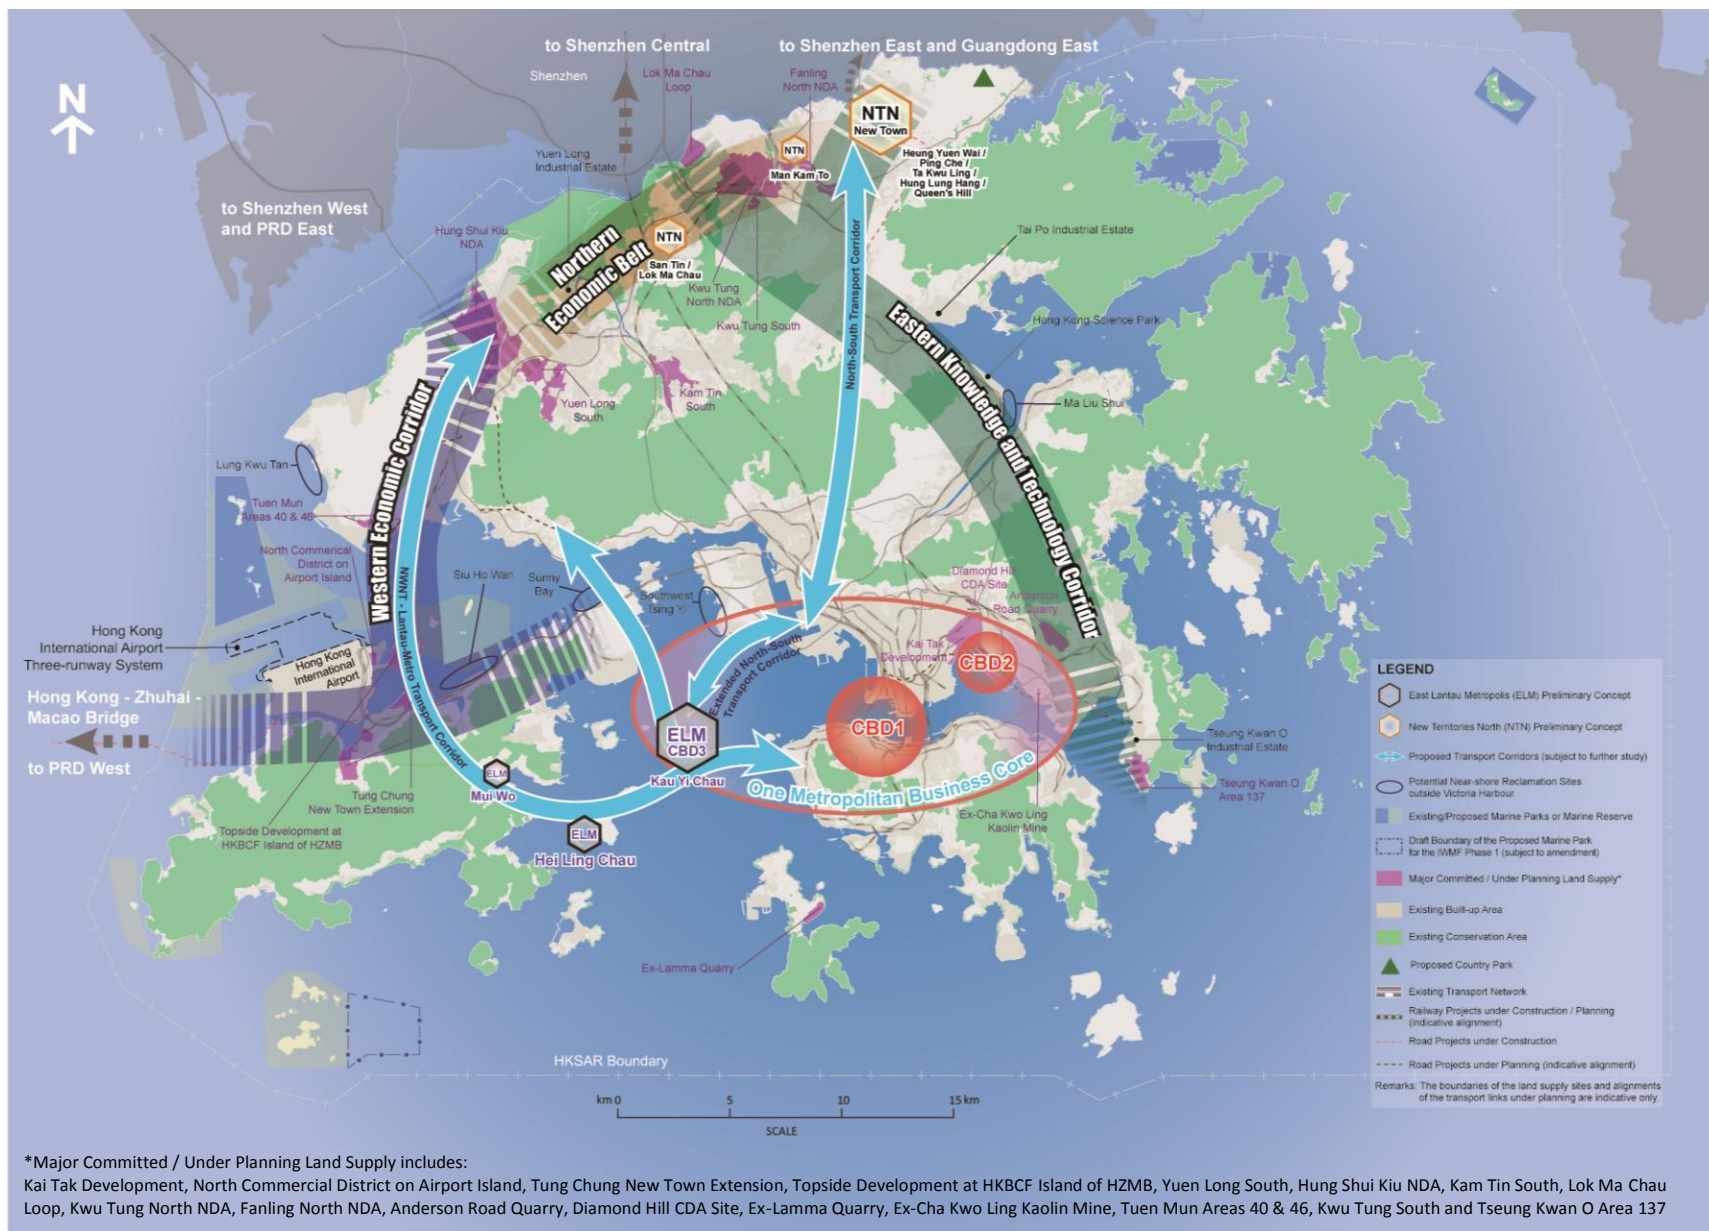 to Shenzhen Central
to Shenzhen East and Guangdong East
Shenzhen
Lok Ma Chau
Loop
Fanling
North NDA
N
NTN
New Town
Yuen Long
Industrial Estate
NTN
Man Kam To
Heung Yuen Wai /
Ping Che /
Ta Kwu Ling /
Hung Lung Hang /
Queen's Hill
to Shenzhen West
and PRD East
Hung Shui Kiu
NDA
Northern
Economic Belt
NTN
San Tin /
Lok Ma Chau
Kwu Tung
North NDA
Kwu Tung South
Tai Po Industrial Estate
Hong Kong Science Park
North-South Transport Corridor
Eastern Knowledge and Technology Corridor
Western Economic Corridor
Yuen Long
South
Kam Tin
South
Ma Liu Shui
Lung Kwu Tan
Tuen Mun
Areas 40 & 46
North Commerical
District on
Airport Island
Siu Ho Wan
Sunny
Bay
Southwest
Tsing Yi
Diamond Hill
CDA Site
Anderson
Road Quarry
Hong Kong
International Airport
Three-runway System
Hong Kong
International
Airport
Kai Tak
Development
CBD2
Extended North-South
Transport Corridor
NWNT - Lantau-Metro Transport Corridor
Hong Kong - Zhuhai -
Macao Bridge
to PRD West
ELM
CBD3
Kau Yi Chau
CBD1
One Metropolitan Business Core
Tseung Kwan O
Industrial Estate
Tseung Kwan O
Area 137
ELM
Mui Wo
Tung Chung
New Town Extension
Topside Development at
HKBCF Island of HZMB
ELM
Hei Ling Chau
Ex-Cha Kwo Ling
Kaolin Mine
Ex-Lamma Quarry
HKSAR Boundary
LEGEND
East Lantau Metropolis (ELM) Preliminary Concept
New Territories North (NTN) Preliminary Concept
Proposed Transport Corridors (subject to further study)
Potential Near-shore Reclamation Sites
outside Victoria Harbour
Existing/Proposed Marine Parks or Marine Reserve
Draft Boundary of the Proposed Marine Park
for the IWMF Phase 1 (subject to amendment)
Major Committed / Under Planning Land Supply*
Existing Built-up Area
Existing Conservation Area
Proposed Country Park
Existing Transport Network
Railway Projects under Construction / Planning
(indicative alignment)
Road Projects under Construction
Road Projects under Planning (indicative alignment)
Remarks: The boundaries of the land supply sites and alignments
of the transport links under planning are indicative only.
km 0 5 10 15 km
SCALE
*Major Committed / Under Planning Land Supply includes:
Kai Tak Development, North Commercial District on Airport Island, Tung Chung New Town Extension, Topside Development at HKBCF Island of HZMB, Yuen Long South, Hung Shui Kiu NDA, Kam Tin South, Lok Ma Chau
Loop, Kwu Tung North NDA, Fanling North NDA, Anderson Road Quarry, Diamond Hill CDA Site, Ex-Lamma Quarry, Ex-Cha Kwo Ling Kaolin Mine, Tuen Mun Areas 40 & 46, Kwu Tung South and Tseung Kwan O Area 137